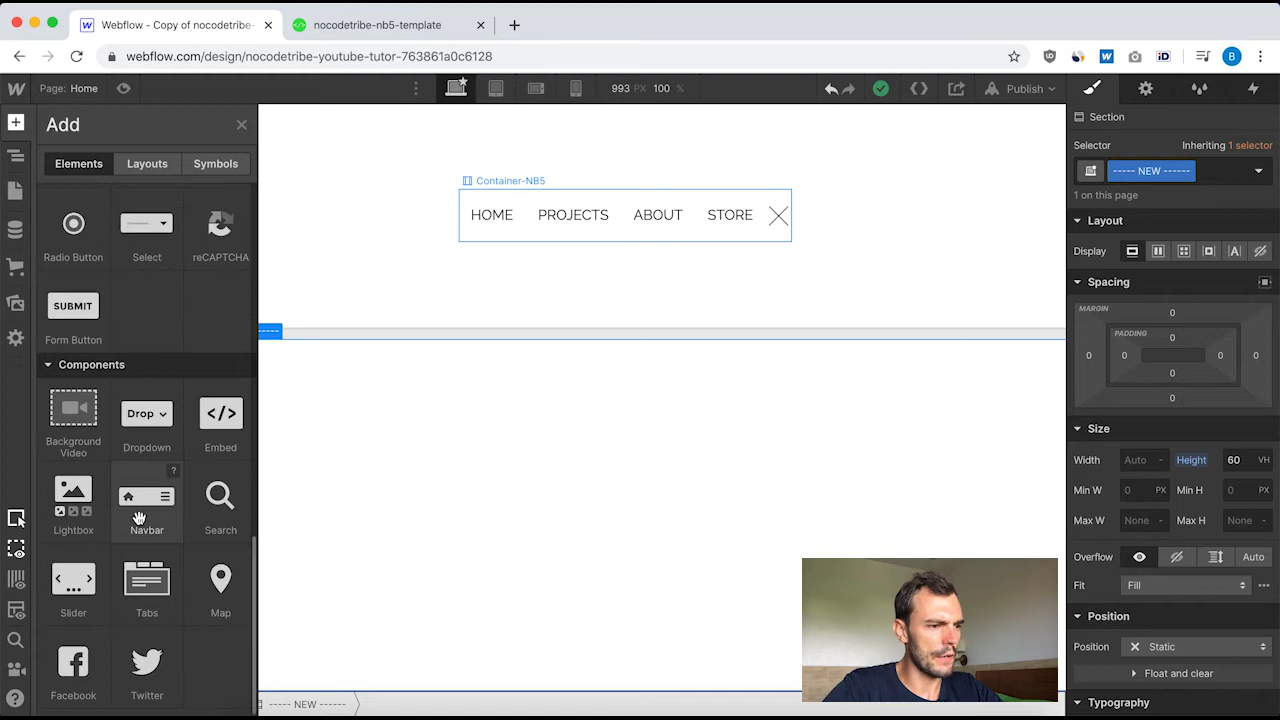 Webflow - Copy of nocodetribe-
nocodetribe-nb5-template
webflow.com/design/nocodetribe-youtube-tutor-763861a0c6128
Page: Home
993 PX 100 %
Publish
Add
Elements
Layouts
Symbols
Radio Button
Select
reCAPTCHA
SUBMIT
Form Button
Components
Background
Video
Drop
Dropdown
Embed
Lightbox
?
Navbar
Search
Slider
Tabs
Map
Facebook
Twitter
Container-NB5
HOME
PROJECTS
ABOUT
STORE
----- NEW ------
Section
Selector
Inheriting 1 selector
----- NEW ------
1 on this page
Layout
Display
Spacing
MARGIN
0
PADDING
0
0
0
0
0
0
0
Size
Width
Auto -
Height
60 VH
Min W
0 PX
Min H
0 PX
Max W
None -
Max H
None -
Overflow
Auto
Fit
Fill
Position
Position
Static
Float and clear
Typography